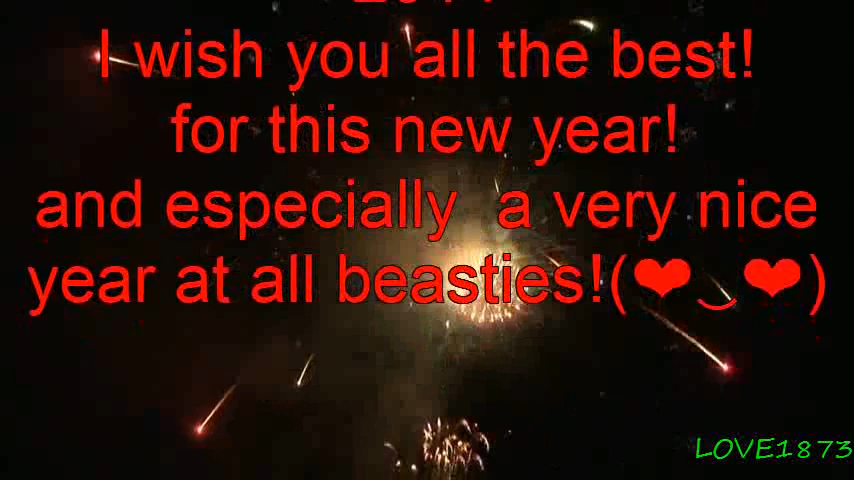 I wish you all the best!
for this new year!
and especially  a very nice
year at all beasties!(❤‿❤)
LOVE1873